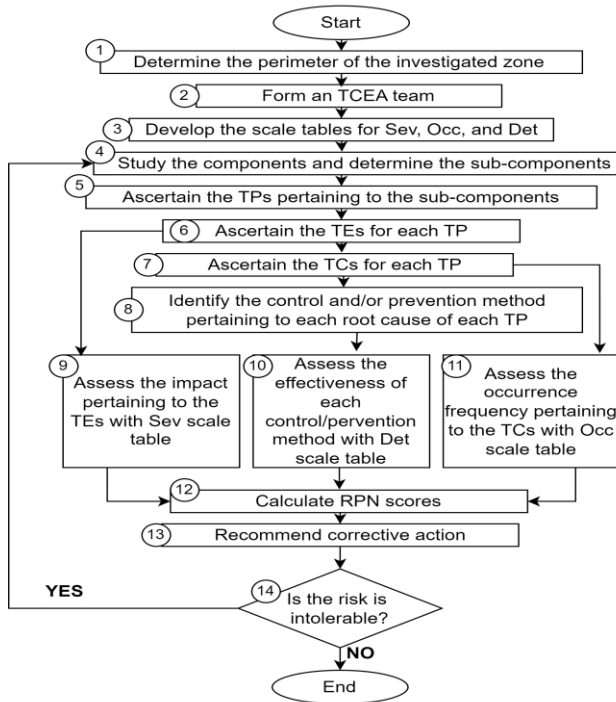 Start
1
Determine the perimeter of the investigated zone
2
Form an TCEA team
3
Develop the scale tables for Sev, Occ, and Det
4
Study the components and determine the sub-components
5
Ascertain the TPs pertaining to the sub-components
6
Ascertain the TEs for each TP
7
Ascertain the TCs for each TP
8
Identify the control and/or prevention method
pertaining to each root cause of each TP
9
Assess the impact
pertaining to the
TEs with Sev scale
table
10
Assess the
effectiveness of
each
control/pervention
method with Det
scale table
11
Assess the
occurrence
frequency pertaining
to the TCs with Occ
scale table
12
Calculate RPN scores
13
Recommend corrective action
14
Is the risk is
intolerable?
YES
NO
End